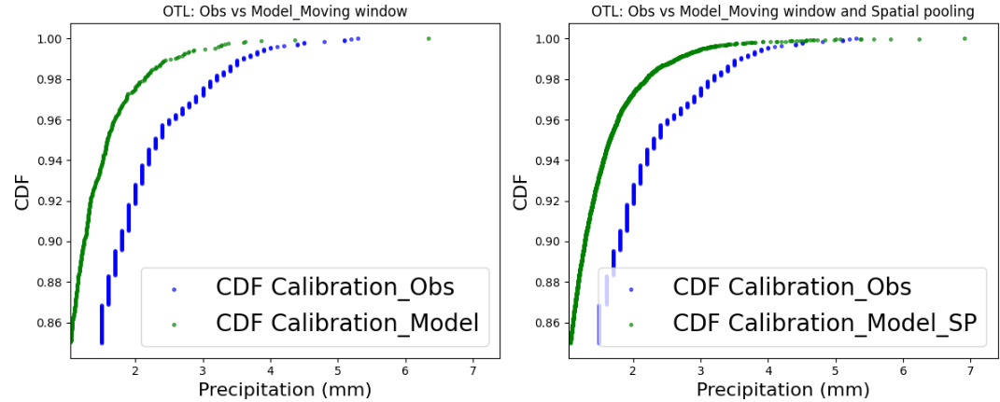 OTL: Obs vs Model_Moving window
1.00
0.98
0.96
0.94
0.92
0.90
0.88
0.86
CDF
CDF Calibration_Obs
CDF Calibration_Model
2 3 4 5 6 7
Precipitation (mm)
OTL: Obs vs Model_Moving window and Spatial pooling
1.00
0.98
0.96
0.94
0.92
0.90
0.88
0.86
CDF
CDF Calibration_Obs
CDF Calibration_Model_SP
2 3 4 5 6 7
Precipitation (mm)